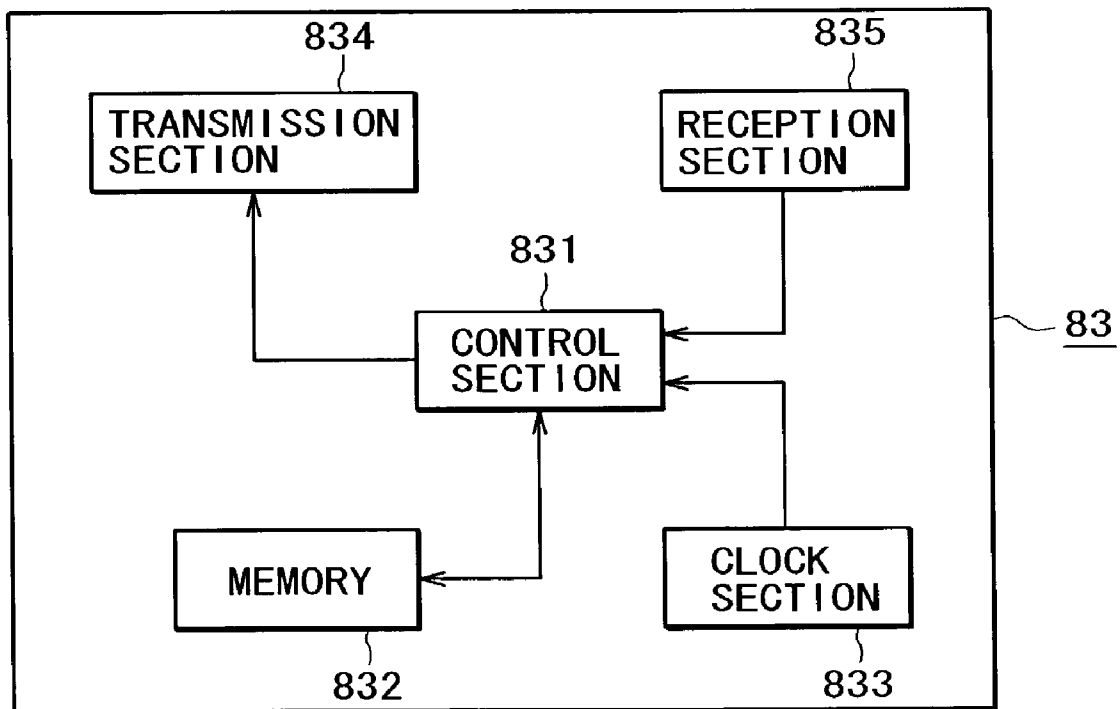 834
TRANSMISSION
SECTION
835
RECEPTION
SECTION
831
CONTROL
SECTION
83
MEMORY
832
CLOCK
SECTION
833